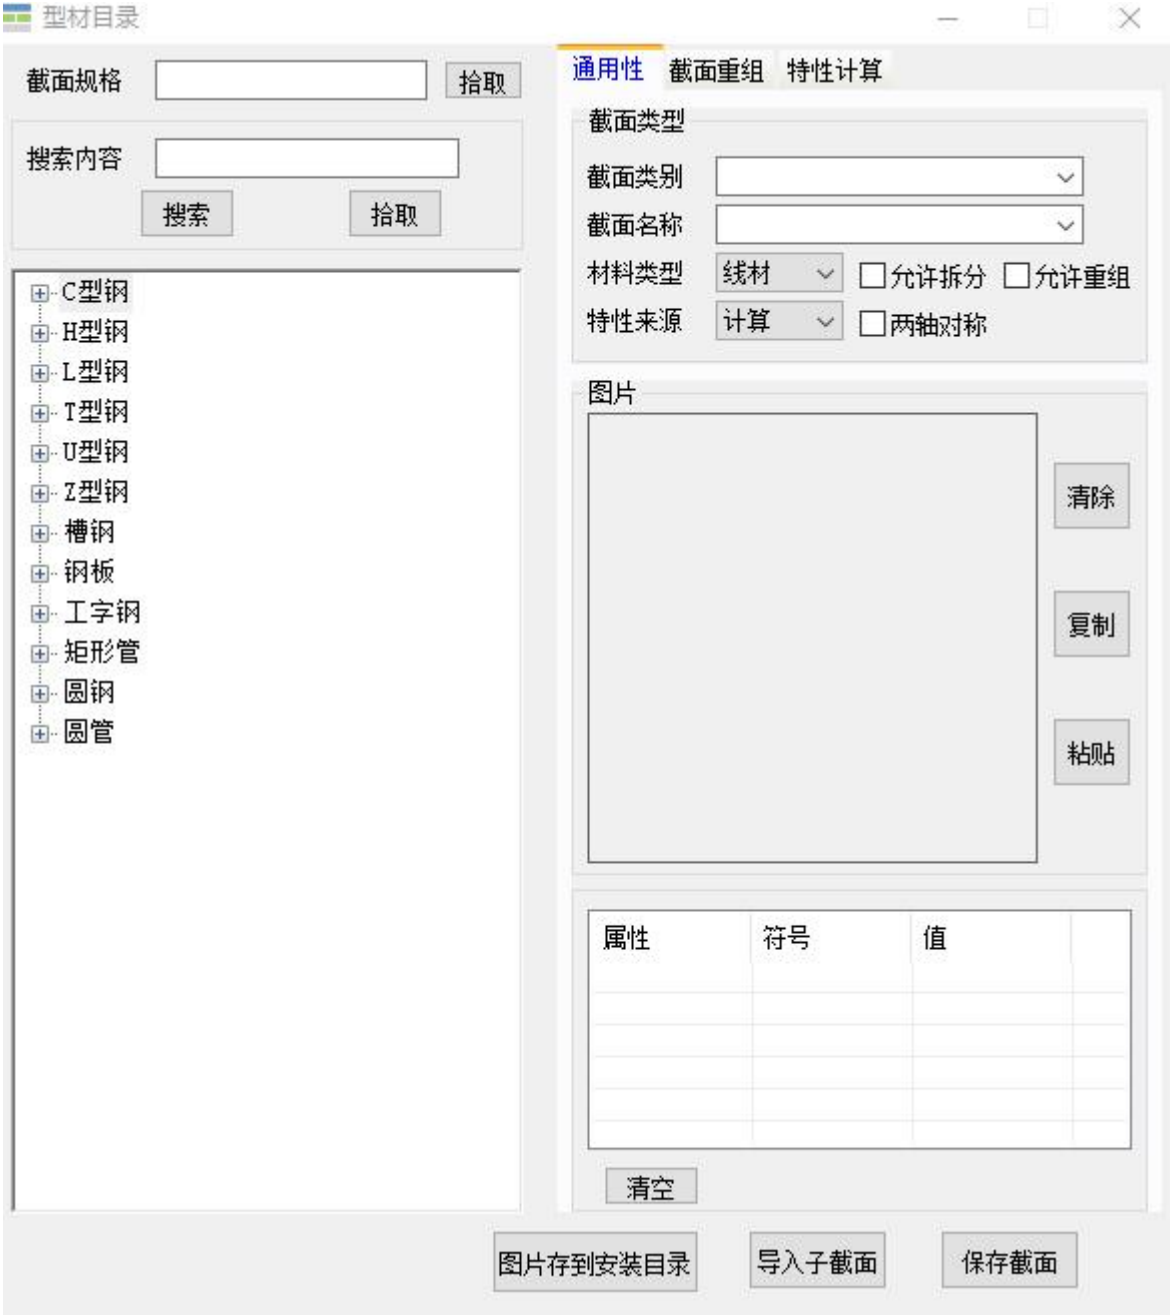 型材目录
截面规格
拾取
搜索内容
搜索
拾取
C型钢
H型钢
L型钢
T型钢
U型钢
Z型钢
槽钢
钢板
工字钢
矩形管
圆钢
圆管
通用性 截面重组 特性计算
截面类型
截面类别
截面名称
材料类型 线材 允许拆分 允许重组
特性来源 计算 两轴对称
图片
清除
复制
粘贴
属性 符号 值
清空
图片存到安装目录 导入子截面 保存截面